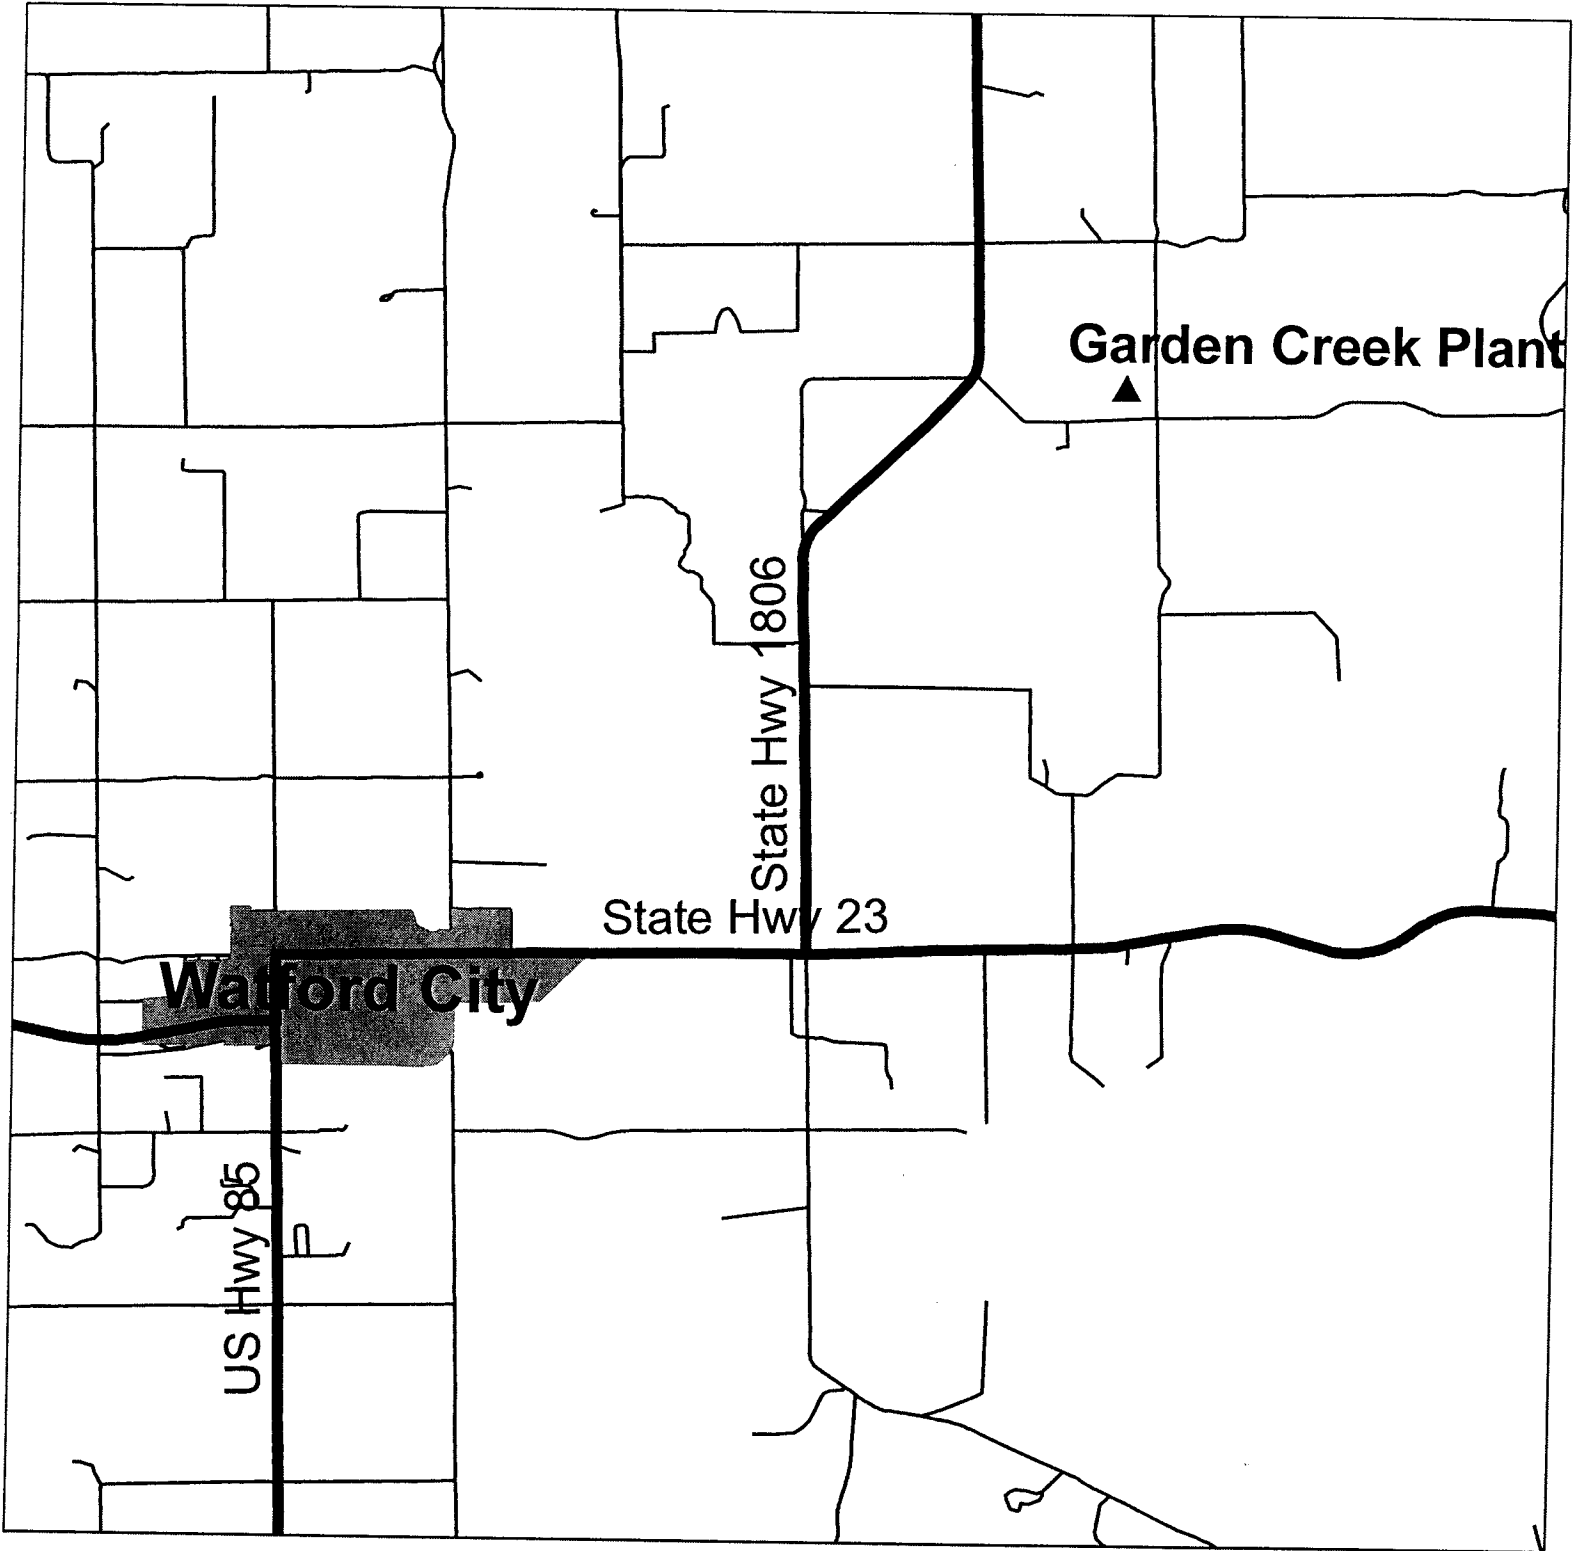 Garden Creek Plant
State Hwy 1806
State Hwy 23
Watford City
US Hwy 85